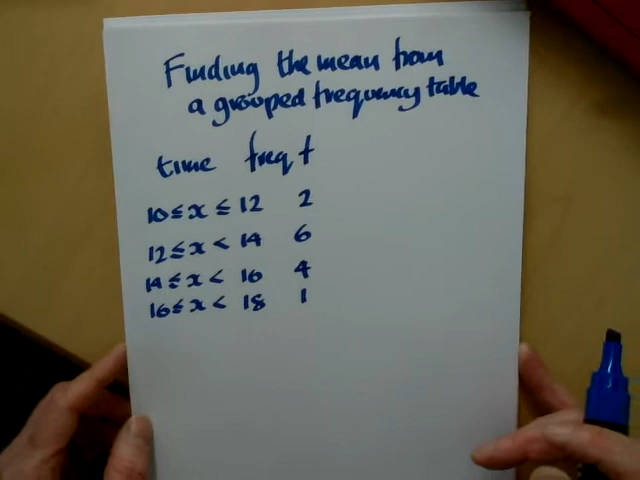 Finding the mean from
a grouped frequency table
time freq f
10 ≤ x ≤ 12 2
12 ≤ x < 14 6
14 ≤ x < 16 4
16 ≤ x < 18 1